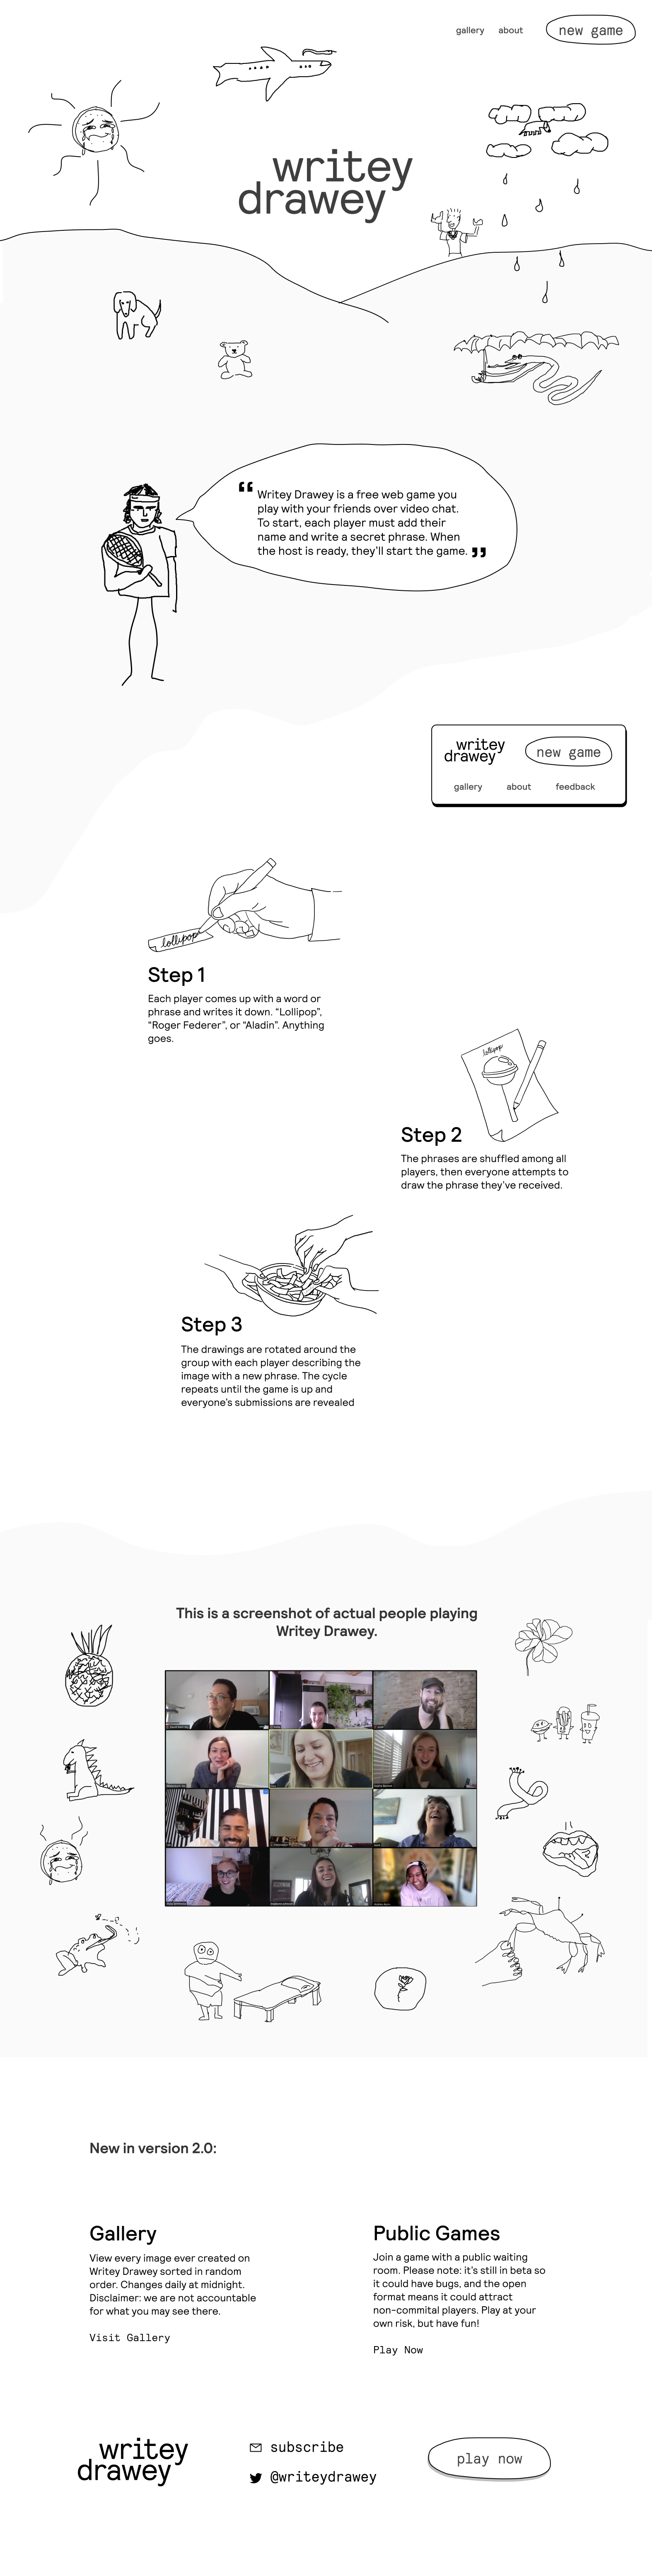 gallery about new game
writey
drawey
“ Writey Drawey is a free web game you
play with your friends over video chat.
To start, each player must add their
name and write a secret phrase. When
the host is ready, they’ll start the game. ”
writey
drawey
new game
gallery about feedback
lollipop
Step 1
Each player comes up with a word or
phrase and writes it down. “Lollipop”,
“Roger Federer”, or “Aladin”. Anything
goes.
lollipop
Step 2
The phrases are shuffled among all
players, then everyone attempts to
draw the phrase they’ve received.
Step 3
The drawings are rotated around the
group with each player describing the
image with a new phrase. The cycle
repeats until the game is up and
everyone’s submissions are revealed
This is a screenshot of actual people playing
Writey Drawey.
New in version 2.0:
Gallery
View every image ever created on
Writey Drawey sorted in random
order. Changes daily at midnight.
Disclaimer: we are not accountable
for what you may see there.
Visit Gallery
Public Games
Join a game with a public waiting
room. Please note: it’s still in beta so
it could have bugs, and the open
format means it could attract
non-commital players. Play at your
own risk, but have fun!
Play Now
writey
drawey
subscribe
@writeydrawey
play now